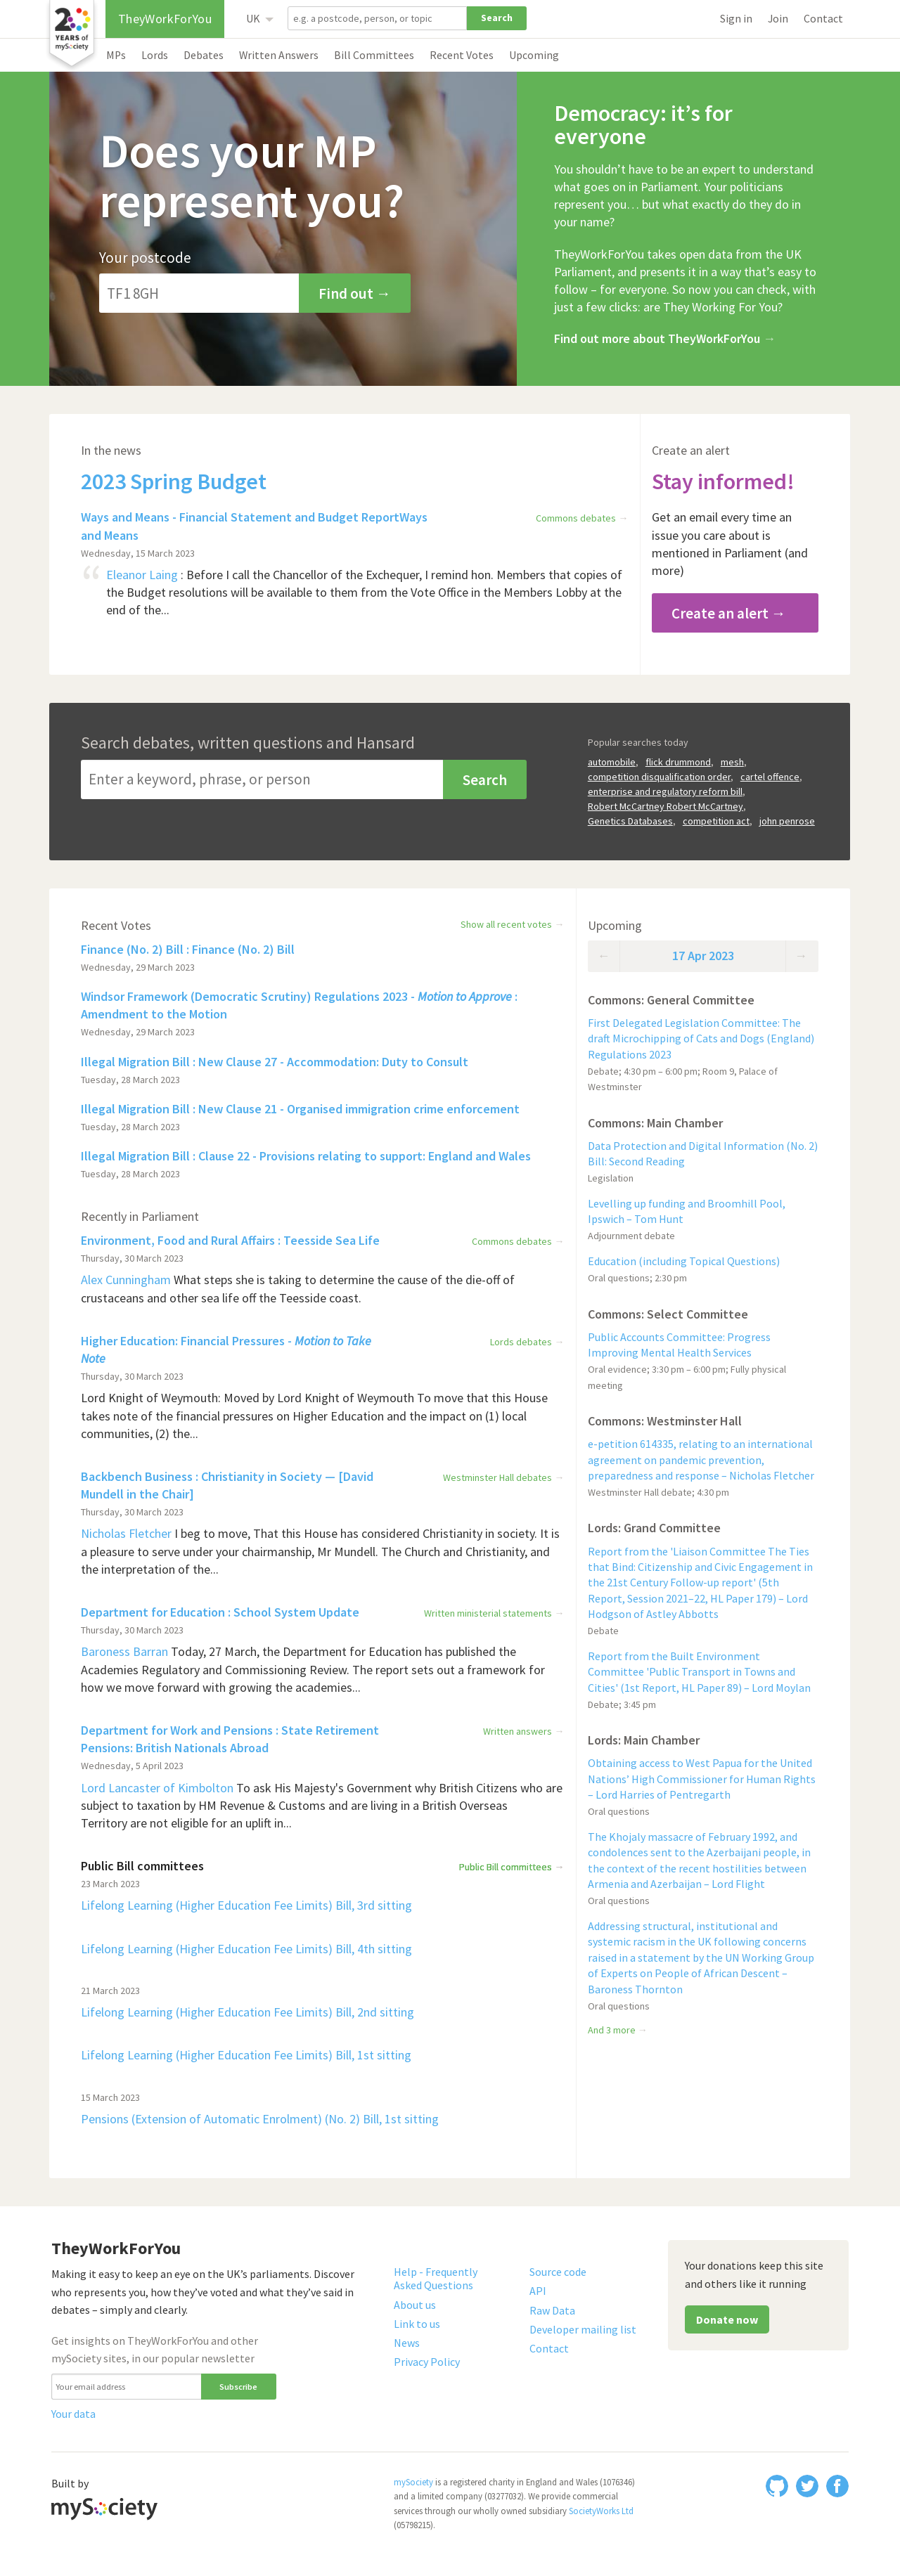 20
YEARS of
mySociety
TheyWorkForYou
UK
e.g. a postcode, person, or topic
Search
Sign in
Join
Contact
MPs
Lords
Debates
Written Answers
Bill Committees
Recent Votes
Upcoming
Does your MP
represent you?
Your postcode
TF1 8GH
Find out →
Democracy: it’s for
everyone
You shouldn’t have to be an expert to understand
what goes on in Parliament. Your politicians
represent you… but what exactly do they do in
your name?
TheyWorkForYou takes open data from the UK
Parliament, and presents it in a way that’s easy to
follow – for everyone. So now you can check, with
just a few clicks: are They Working For You?
Find out more about TheyWorkForYou →
In the news
2023 Spring Budget
Ways and Means - Financial Statement and Budget ReportWays
and Means
Commons debates →
Wednesday, 15 March 2023
“
Eleanor Laing : Before I call the Chancellor of the Exchequer, I remind hon. Members that copies of
the Budget resolutions will be available to them from the Vote Office in the Members Lobby at the
end of the...
Create an alert
Stay informed!
Get an email every time an
issue you care about is
mentioned in Parliament (and
more)
Create an alert →
Search debates, written questions and Hansard
Enter a keyword, phrase, or person
Search
Popular searches today
automobile, flick drummond, mesh,
competition disqualification order, cartel offence,
enterprise and regulatory reform bill,
Robert McCartney Robert McCartney,
Genetics Databases, competition act, john penrose
Recent Votes
Show all recent votes →
Finance (No. 2) Bill : Finance (No. 2) Bill
Wednesday, 29 March 2023
Windsor Framework (Democratic Scrutiny) Regulations 2023 - Motion to Approve :
Amendment to the Motion
Wednesday, 29 March 2023
Illegal Migration Bill : New Clause 27 - Accommodation: Duty to Consult
Tuesday, 28 March 2023
Illegal Migration Bill : New Clause 21 - Organised immigration crime enforcement
Tuesday, 28 March 2023
Illegal Migration Bill : Clause 22 - Provisions relating to support: England and Wales
Tuesday, 28 March 2023
Recently in Parliament
Environment, Food and Rural Affairs : Teesside Sea Life
Commons debates →
Thursday, 30 March 2023
Alex Cunningham What steps she is taking to determine the cause of the die-off of
crustaceans and other sea life off the Teesside coast.
Higher Education: Financial Pressures - Motion to Take
Note
Lords debates →
Thursday, 30 March 2023
Lord Knight of Weymouth: Moved by Lord Knight of Weymouth To move that this House
takes note of the financial pressures on Higher Education and the impact on (1) local
communities, (2) the...
Backbench Business : Christianity in Society — [David
Mundell in the Chair]
Westminster Hall debates →
Thursday, 30 March 2023
Nicholas Fletcher I beg to move, That this House has considered Christianity in society. It is
a pleasure to serve under your chairmanship, Mr Mundell. The Church and Christianity, and
the interpretation of the...
Department for Education : School System Update
Written ministerial statements →
Thursday, 30 March 2023
Baroness Barran Today, 27 March, the Department for Education has published the
Academies Regulatory and Commissioning Review. The report sets out a framework for
how we move forward with growing the academies...
Department for Work and Pensions : State Retirement
Pensions: British Nationals Abroad
Written answers →
Wednesday, 5 April 2023
Lord Lancaster of Kimbolton To ask His Majesty's Government why British Citizens who are
subject to taxation by HM Revenue & Customs and are living in a British Overseas
Territory are not eligible for an uplift in...
Public Bill committees
Public Bill committees →
23 March 2023
Lifelong Learning (Higher Education Fee Limits) Bill, 3rd sitting
Lifelong Learning (Higher Education Fee Limits) Bill, 4th sitting
21 March 2023
Lifelong Learning (Higher Education Fee Limits) Bill, 2nd sitting
Lifelong Learning (Higher Education Fee Limits) Bill, 1st sitting
15 March 2023
Pensions (Extension of Automatic Enrolment) (No. 2) Bill, 1st sitting
Upcoming
← 17 Apr 2023 →
Commons: General Committee
First Delegated Legislation Committee: The
draft Microchipping of Cats and Dogs (England)
Regulations 2023
Debate; 4:30 pm – 6:00 pm; Room 9, Palace of
Westminster
Commons: Main Chamber
Data Protection and Digital Information (No. 2)
Bill: Second Reading
Legislation
Levelling up funding and Broomhill Pool,
Ipswich – Tom Hunt
Adjournment debate
Education (including Topical Questions)
Oral questions; 2:30 pm
Commons: Select Committee
Public Accounts Committee: Progress
Improving Mental Health Services
Oral evidence; 3:30 pm – 6:00 pm; Fully physical
meeting
Commons: Westminster Hall
e-petition 614335, relating to an international
agreement on pandemic prevention,
preparedness and response – Nicholas Fletcher
Westminster Hall debate; 4:30 pm
Lords: Grand Committee
Report from the 'Liaison Committee The Ties
that Bind: Citizenship and Civic Engagement in
the 21st Century Follow-up report’ (5th
Report, Session 2021–22, HL Paper 179) – Lord
Hodgson of Astley Abbotts
Debate
Report from the Built Environment
Committee 'Public Transport in Towns and
Cities’ (1st Report, HL Paper 89) – Lord Moylan
Debate; 3:45 pm
Lords: Main Chamber
Obtaining access to West Papua for the United
Nations’ High Commissioner for Human Rights
– Lord Harries of Pentregarth
Oral questions
The Khojaly massacre of February 1992, and
condolences sent to the Azerbaijani people, in
the context of the recent hostilities between
Armenia and Azerbaijan – Lord Flight
Oral questions
Addressing structural, institutional and
systemic racism in the UK following concerns
raised in a statement by the UN Working Group
of Experts on People of African Descent –
Baroness Thornton
Oral questions
And 3 more →
TheyWorkForYou
Making it easy to keep an eye on the UK’s parliaments. Discover
who represents you, how they’ve voted and what they’ve said in
debates – simply and clearly.
Get insights on TheyWorkForYou and other
mySociety sites, in our popular newsletter
Your email address
Subscribe
Your data
Help - Frequently
Asked Questions
About us
Link to us
News
Privacy Policy
Source code
API
Raw Data
Developer mailing list
Contact
Your donations keep this site
and others like it running
Donate now
Built by
mySociety
mySociety is a registered charity in England and Wales (1076346)
and a limited company (03277032). We provide commercial
services through our wholly owned subsidiary SocietyWorks Ltd
(05798215).